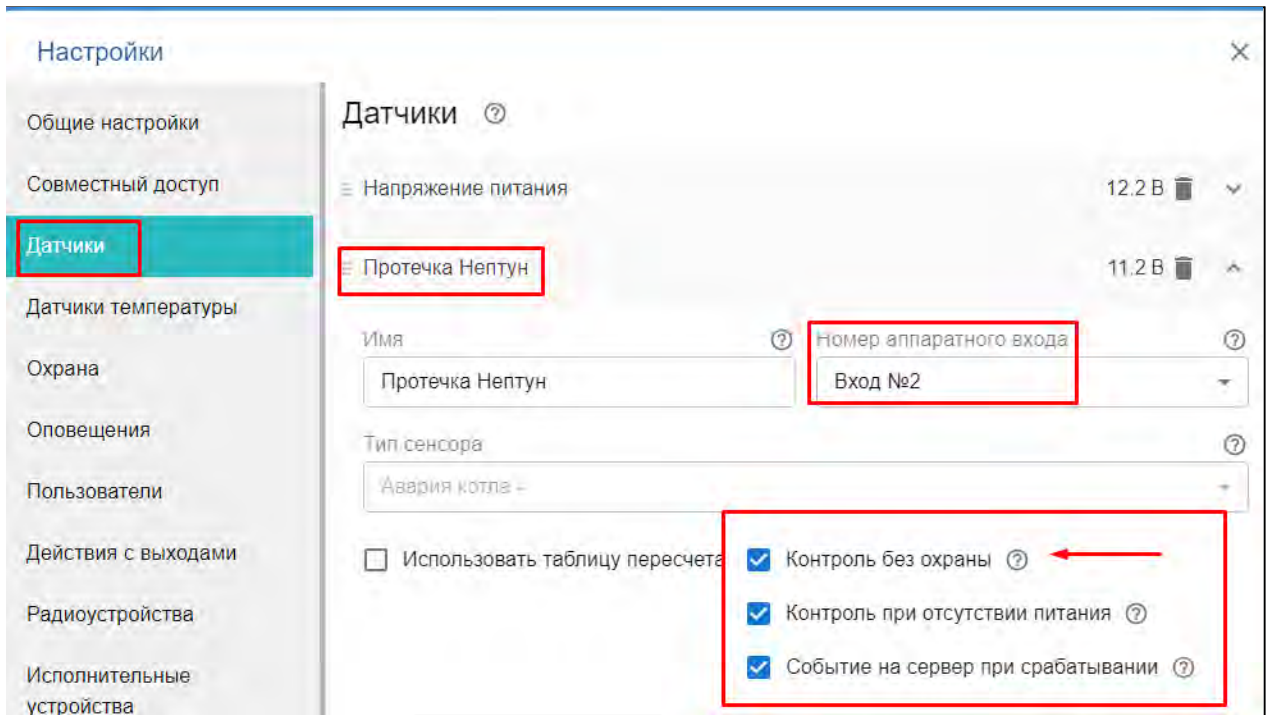 Настройки
Общие настройки
Совместный доступ
Датчики
Датчики температуры
Охрана
Оповещения
Пользователи
Действия с выходами
Радиоустройства
Исполнительные
устройства
Датчики
Напряжение питания 12.2 В
Протечка Нептун 11.2 В
Имя Номер аппаратного входа
Протечка Нептун Вход №2
Тип сенсора
Авария котла -
Использовать таблицу пересчета Контроль без охраны
Контроль при отсутствии питания
Событие на сервер при срабатывании